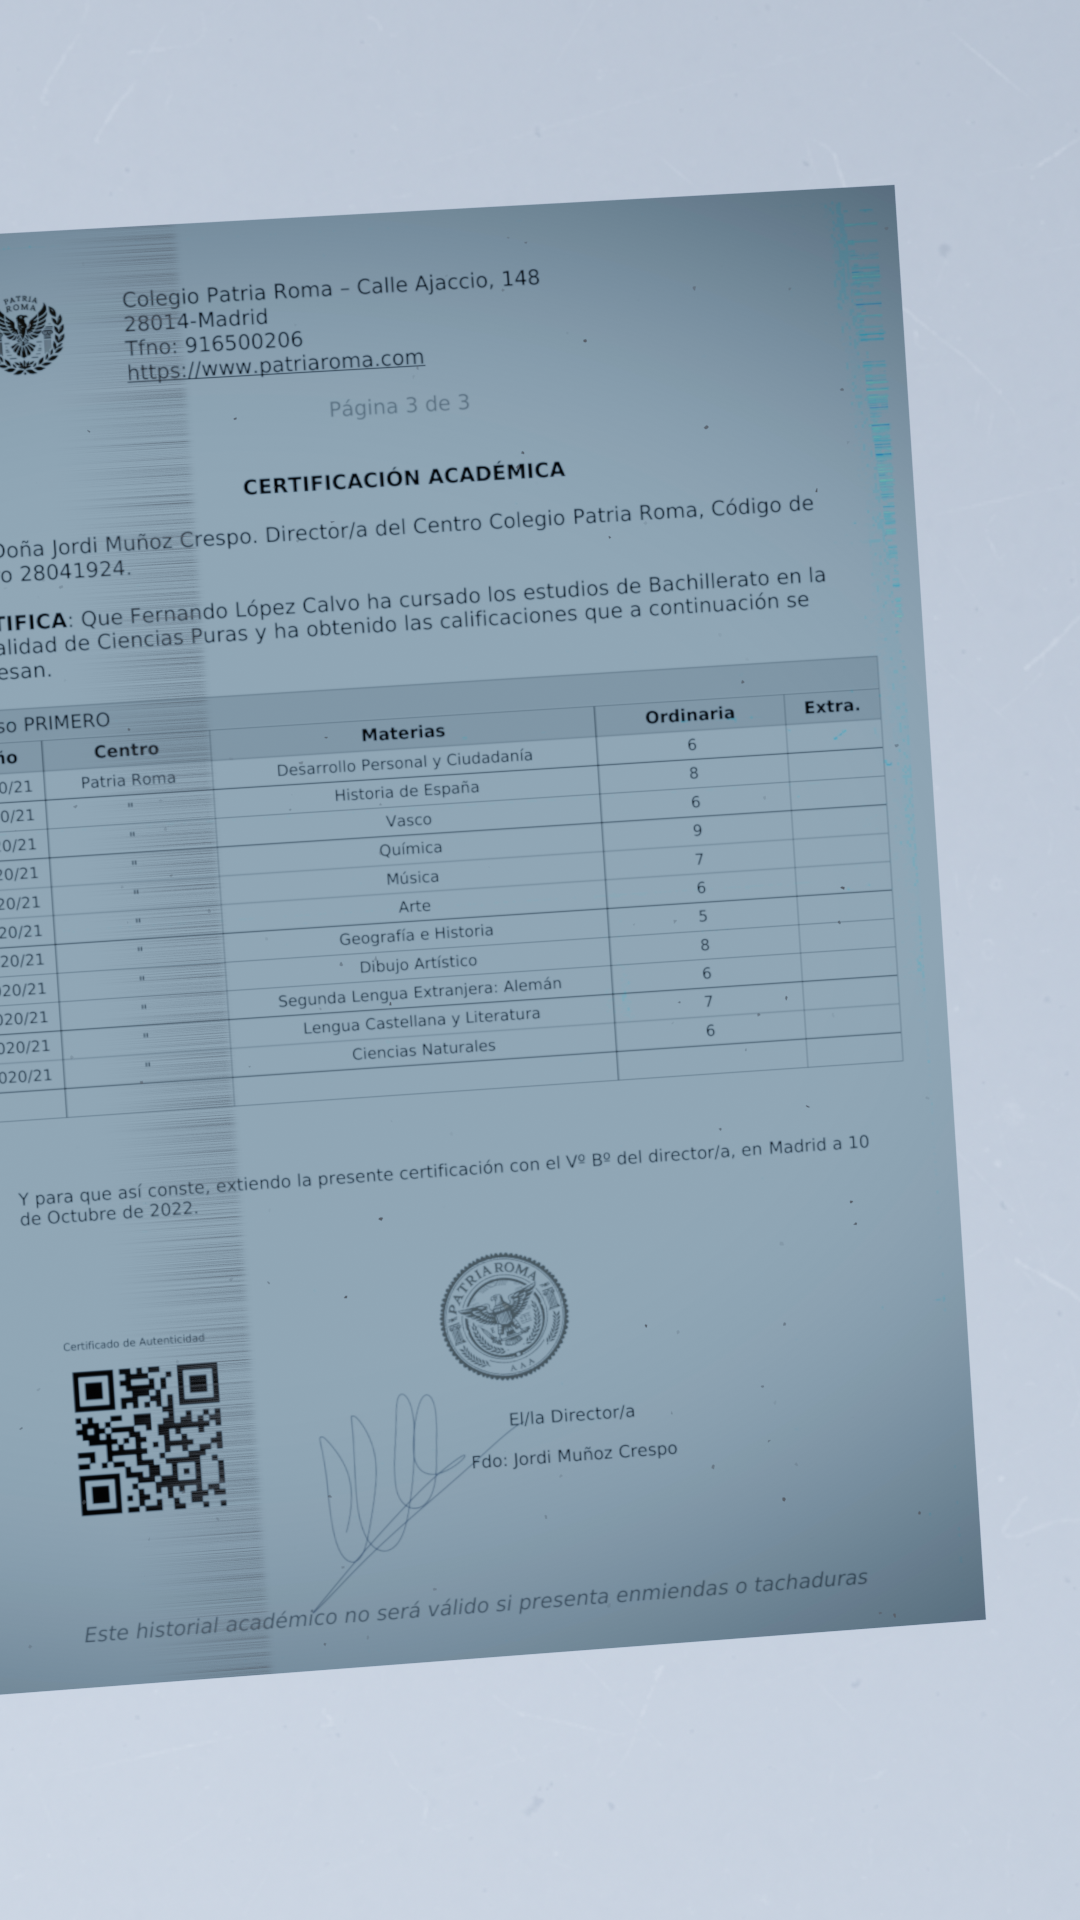 PATRIA
ROMA
Colegio Patria Roma – Calle Ajaccio, 148
28014-Madrid
Tfno: 916500206
https://www.patriaroma.com
Página 3 de 3
CERTIFICACIÓN ACADÉMICA
Doña Jordi Muñoz Crespo. Director/a del Centro Colegio Patria Roma, Código de
o 28041924.
TIFICA: Que Fernando López Calvo ha cursado los estudios de Bachillerato en la
alidad de Ciencias Puras y ha obtenido las calificaciones que a continuación se
esan.
so PRIMERO
ño Centro Materias Ordinaria Extra.
0/21 Patria Roma Desarrollo Personal y Ciudadanía 6
0/21 " Historia de España 8
20/21 " Vasco 6
20/21 " Química 9
20/21 " Música 7
20/21 " Arte 6
20/21 " Geografía e Historia 5
020/21 " Dibujo Artístico 8
020/21 " Segunda Lengua Extranjera: Alemán 6
020/21 " Lengua Castellana y Literatura 7
020/21 " Ciencias Naturales 6
Y para que así conste, extiendo la presente certificación con el Vº Bº del director/a, en Madrid a 10
de Octubre de 2022.
PATRIA ROMA
AAA
Certificado de Autenticidad
El/la Director/a
Fdo: Jordi Muñoz Crespo
Este historial académico no será válido si presenta enmiendas o tachaduras